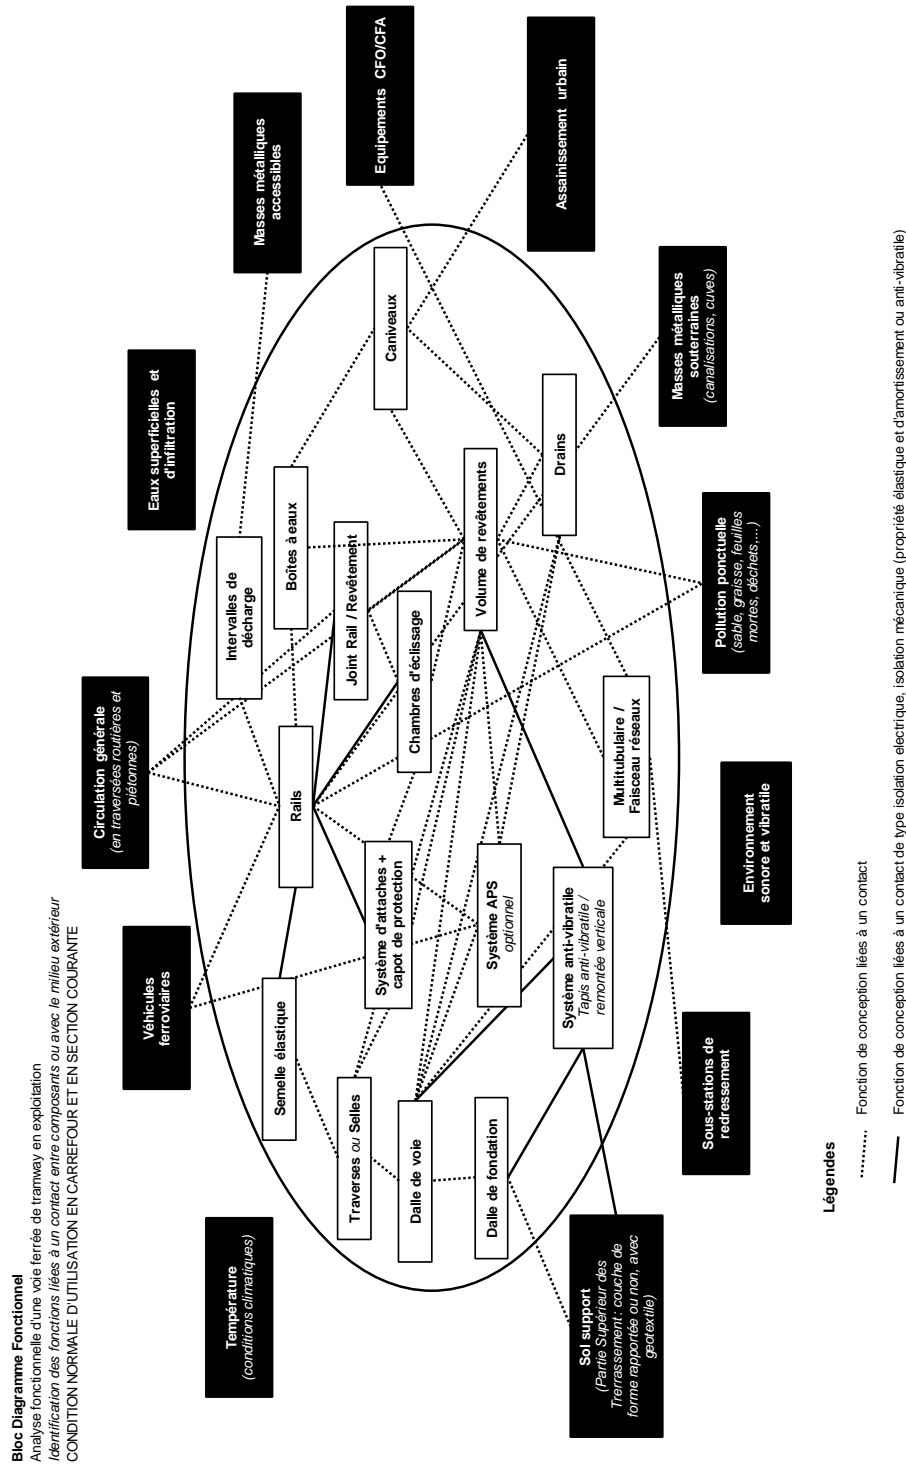 Bloc Diagramme Fonctionnel
Analyse fonctionnelle d'une voie ferrée de tramway en exploitation
Identification des fonctions liées à un contact entre composants ou avec le milieu extérieur
CONDITION NORMALE D'UTILISATION EN CARREFOUR ET EN SECTION COURANTE
Température
(conditions climatiques)
Véhicules
ferroviaires
Circulation générale
(en traversées routières et
piétonnes)
Eaux superficielles et
d'infiltration
Masses métalliques
accessibles
Equipements CFO/CFA
Assainissement urbain
Masses métalliques
souterraines
(canalisations, cuves)
Pollution ponctuelle
(sable, graisse, feuilles
mortes, déchets,...)
Environnement
sonore et vibratile
Sous-stations de
redressement
Sol support
(Partie Supérieur des
Trerrassement : couche de
forme rapportée ou non, avec
geotextile)
Semelle élastique
Rails
Intervalles de
décharge
Boîtes à eaux
Joint Rail / Revêtement
Caniveaux
Traverses ou Selles
Système d'attaches +
capot de protection
Chambres d'éclissage
Dalle de voie
Système APS
optionnel
Volume de revêtements
Dalle de fondation
Système anti-vibratile
Tapis anti-vibratile /
remontée verticale
Multitubulaire /
Faisceau réseaux
Drains
Légendes
Fonction de conception liées à un contact
Fonction de conception liées à un contact de type isolation electrique, isolation mécanique (propriété élastique et d'amortissement ou anti-vibratile)